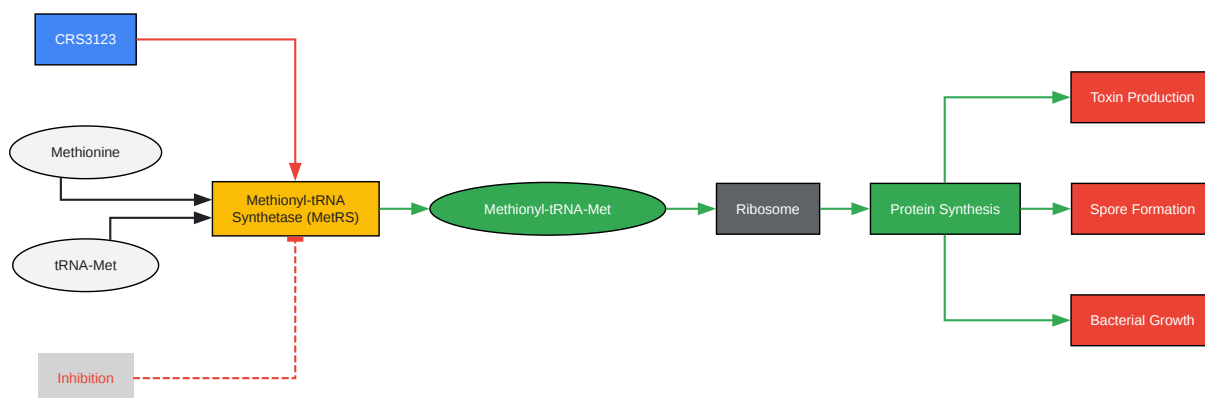 CRS3123
Methionine
tRNA-Met
Inhibition
Methionyl-tRNA
Synthetase (MetRS)
Methionyl-tRNA-Met
Ribosome
Protein Synthesis
Toxin Production
Spore Formation
Bacterial Growth